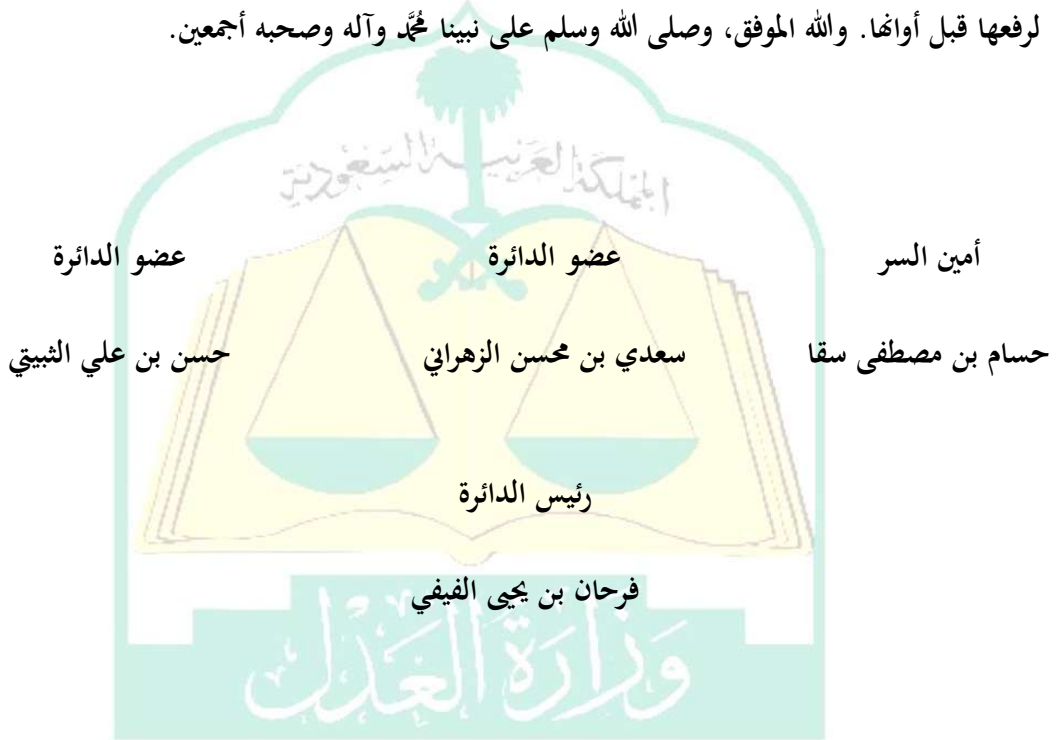 لرفعها قبل أوانها. والله الموفق، وصلى الله وسلم على نبينا مُحَمَّد وآله وصحبه أجمعين.
المملكة العربية السعودية
أمين السر عضو الدائرة عضو الدائرة
حسام بن مصطفى سقا سعدي بن محسن الزهراني حسن بن علي الثبيتي
رئيس الدائرة
فرحان بن يحيى الفيفي
وزارة العدل